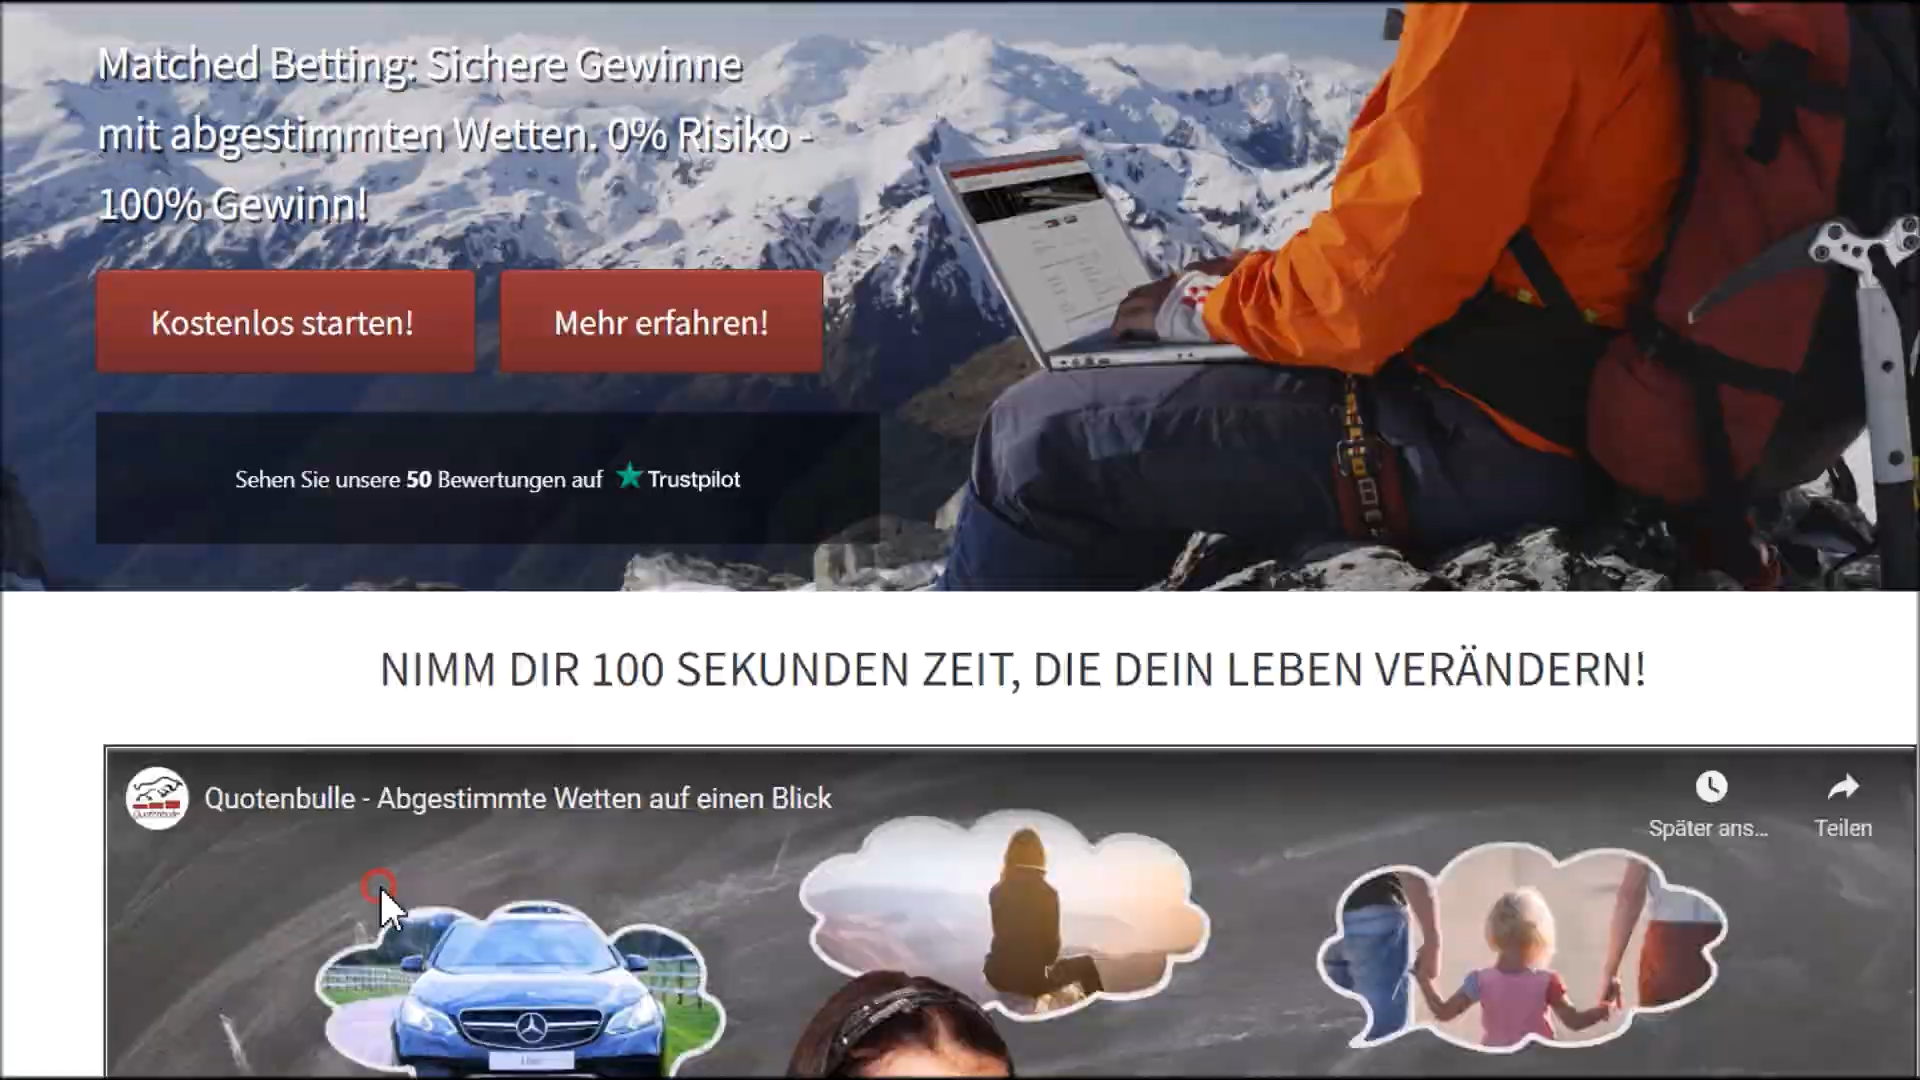 Matched Betting: Sichere Gewinne
mit abgestimmten Wetten. 0% Risiko -
100% Gewinn!
Kostenlos starten!
Mehr erfahren!
Sehen Sie unsere 50 Bewertungen auf Trustpilot
NIMM DIR 100 SEKUNDEN ZEIT, DIE DEIN LEBEN VERÄNDERN!
Quotenbulle - Abgestimmte Wetten auf einen Blick
Später ans...
Teilen
Quotenbulle